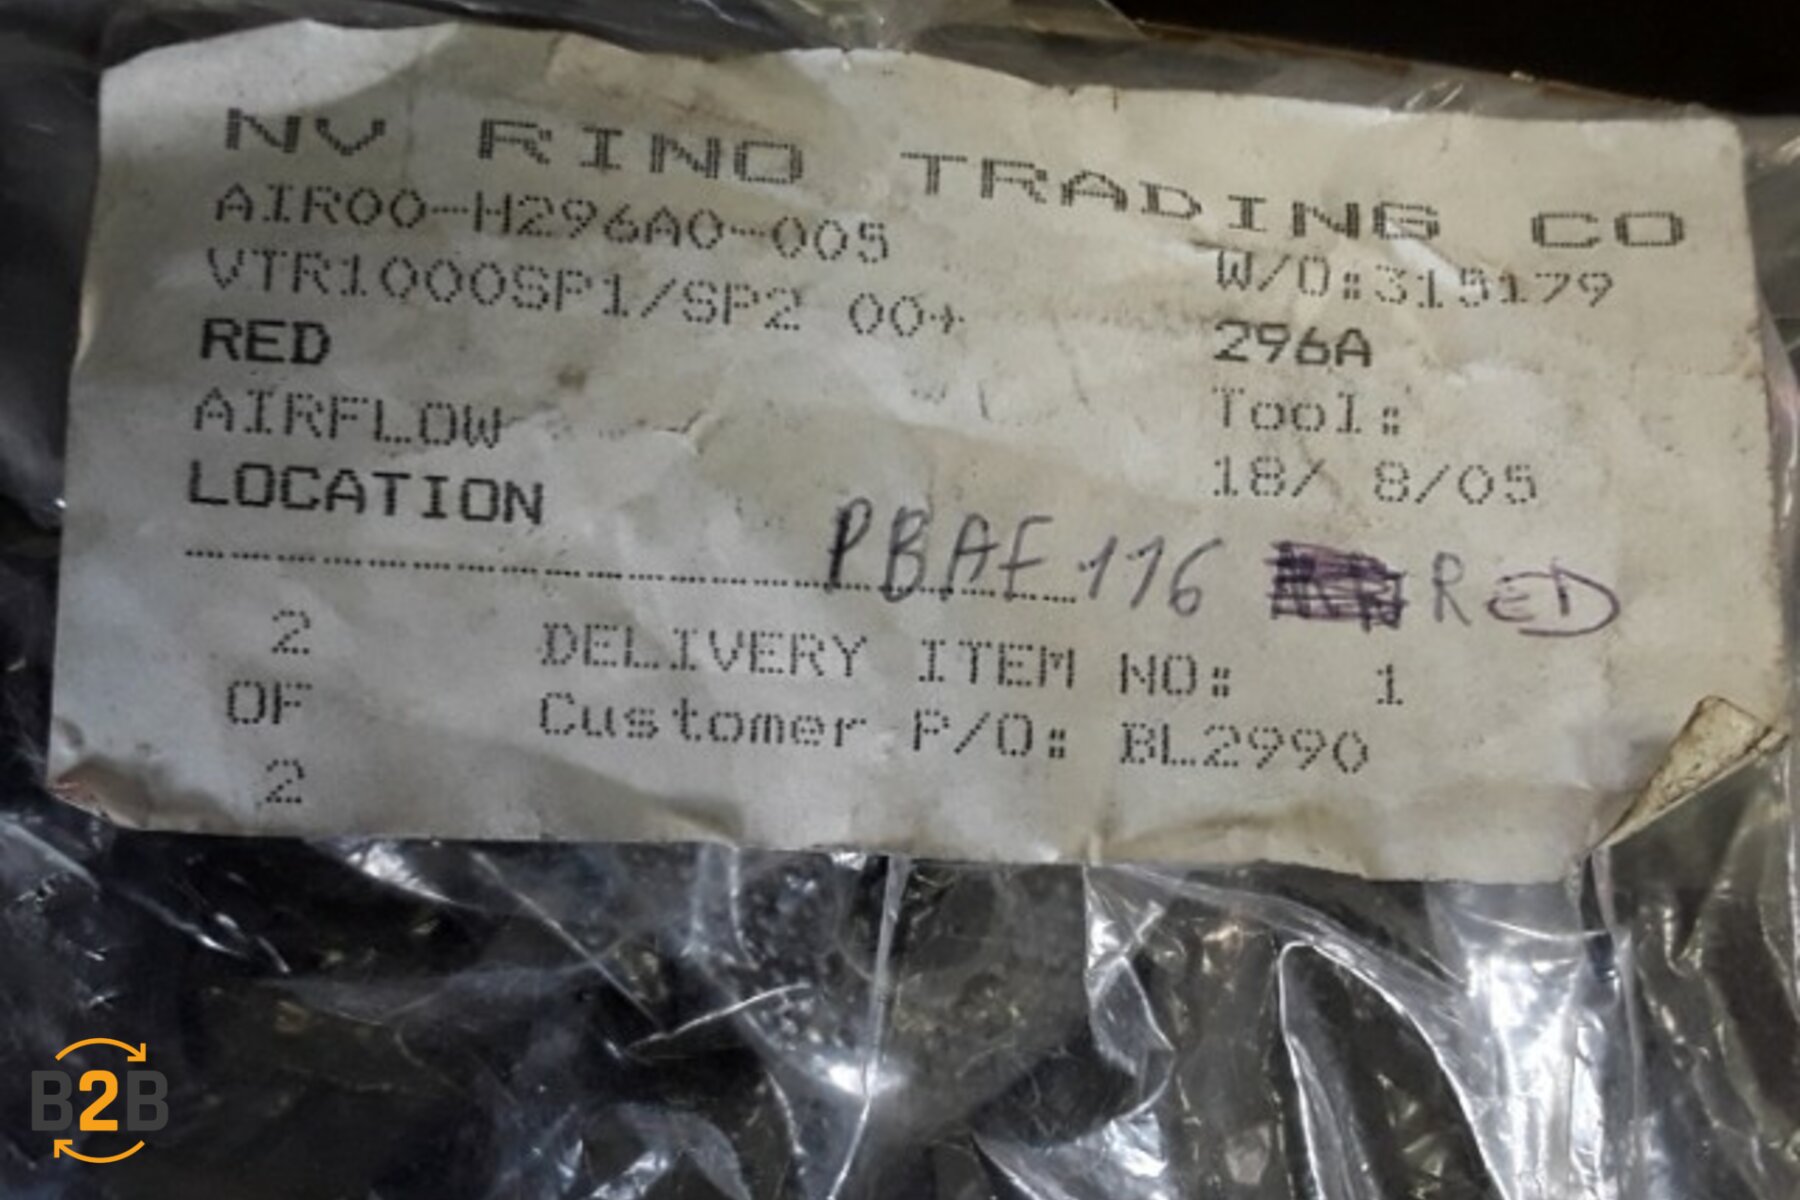 NV RINO TRADING CO
AIR00-H296A0-005
W/O:315179
VTR1000SP1/SP2 00→
296A
RED
Tool:
AIRFLOW
18/ 8/05
LOCATION
PBAF 116 RED
2 DELIVERY ITEM NO: 1
OF Customer P/O: BL2990
2
B2B